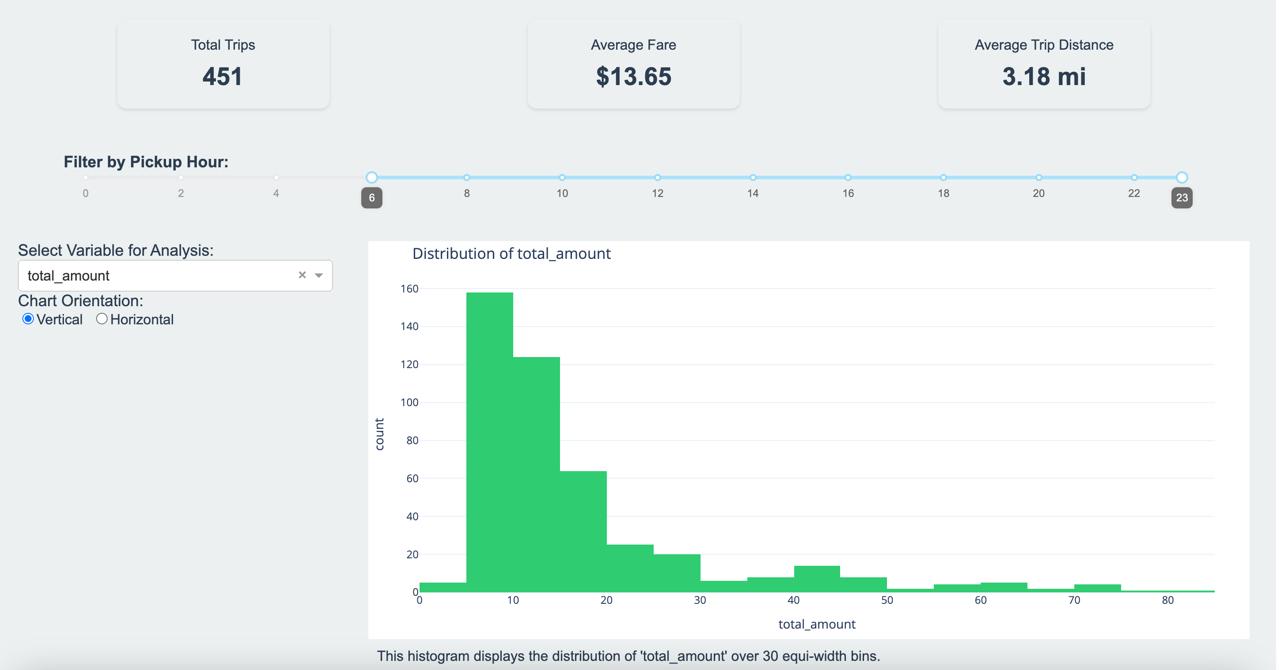 Total Trips
451
Average Fare
$13.65
Average Trip Distance
3.18 mi
Filter by Pickup Hour:
0 2 4 6 8 10 12 14 16 18 20 22 23
Select Variable for Analysis:
total_amount × 
Chart Orientation:
Vertical Horizontal
Distribution of total_amount
160
140
120
100
80
60
40
20
0
count
0 10 20 30 40 50 60 70 80
total_amount
This histogram displays the distribution of 'total_amount' over 30 equi-width bins.